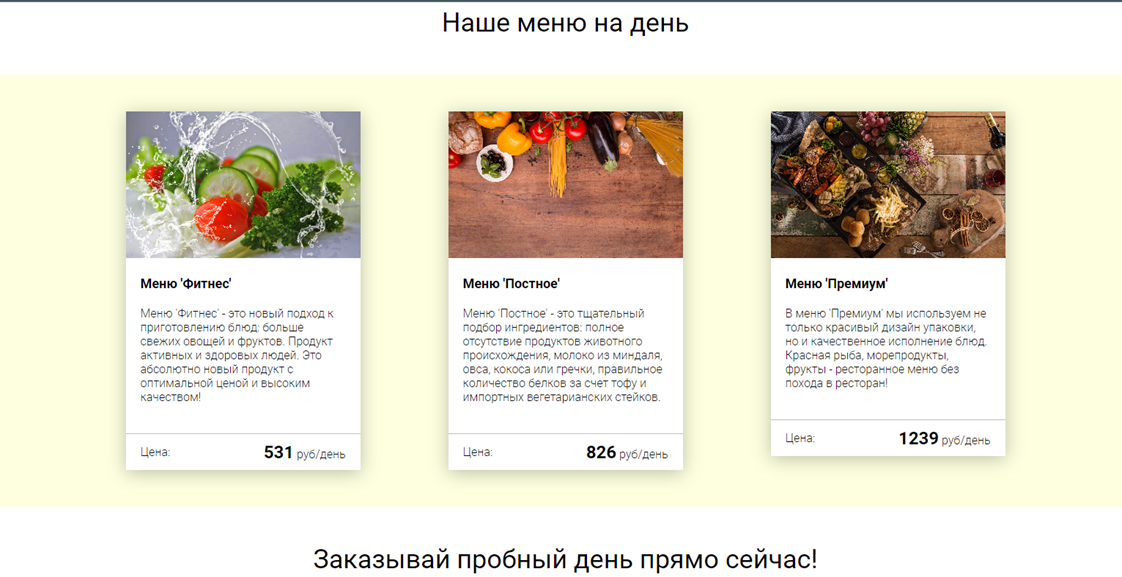 Наше меню на день
Меню 'Фитнес'
Меню 'Фитнес' - это новый подход к
приготовлению блюд: больше
свежих овощей и фруктов. Продукт
активных и здоровых людей. Это
абсолютно новый продукт с
оптимальной ценой и высоким
качеством!
Цена:
531 руб/день
Меню 'Постное'
Меню 'Постное' - это тщательный
подбор ингредиентов: полное
отсутствие продуктов животного
происхождения, молоко из миндаля,
овса, кокоса или гречки, правильное
количество белков за счет тофу и
импортных вегетарианских стейков.
Цена:
826 руб/день
Меню 'Премиум'
В меню 'Премиум' мы используем не
только красивый дизайн упаковки,
но и качественное исполнение блюд.
Красная рыба, морепродукты,
фрукты - ресторанное меню без
похода в ресторан!
Цена:
1239 руб/день
Заказывай пробный день прямо сейчас!